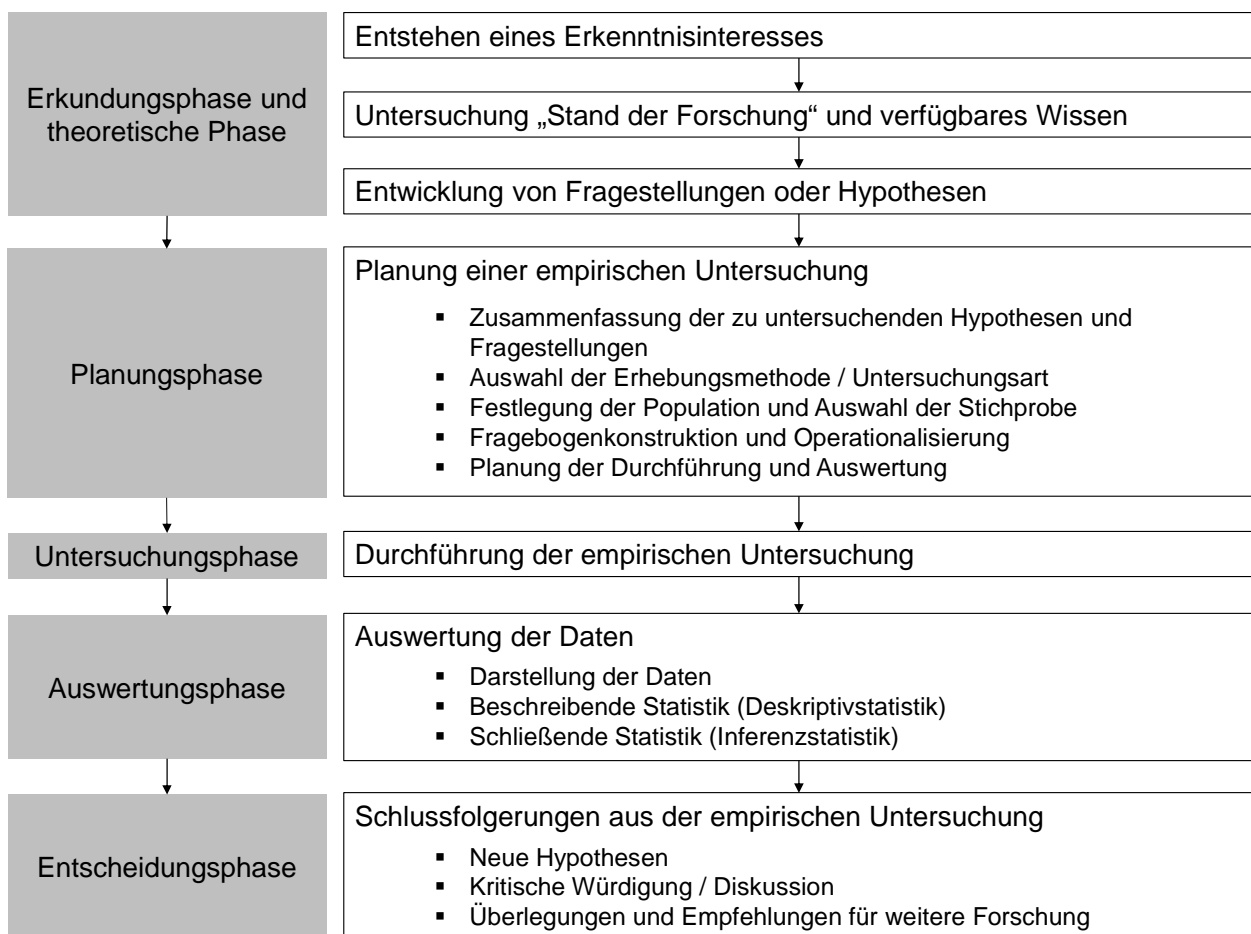 Erkundungsphase und
theoretische Phase
Entstehen eines Erkenntnisinteresses
Untersuchung „Stand der Forschung“ und verfügbares Wissen
Entwicklung von Fragestellungen oder Hypothesen
Planungsphase
Planung einer empirischen Untersuchung
▪ Zusammenfassung der zu untersuchenden Hypothesen und
Fragestellungen
▪ Auswahl der Erhebungsmethode / Untersuchungsart
▪ Festlegung der Population und Auswahl der Stichprobe
▪ Fragebogenkonstruktion und Operationalisierung
▪ Planung der Durchführung und Auswertung
Untersuchungsphase
Durchführung der empirischen Untersuchung
Auswertungsphase
Auswertung der Daten
▪ Darstellung der Daten
▪ Beschreibende Statistik (Deskriptivstatistik)
▪ Schließende Statistik (Inferenzstatistik)
Entscheidungsphase
Schlussfolgerungen aus der empirischen Untersuchung
▪ Neue Hypothesen
▪ Kritische Würdigung / Diskussion
▪ Überlegungen und Empfehlungen für weitere Forschung